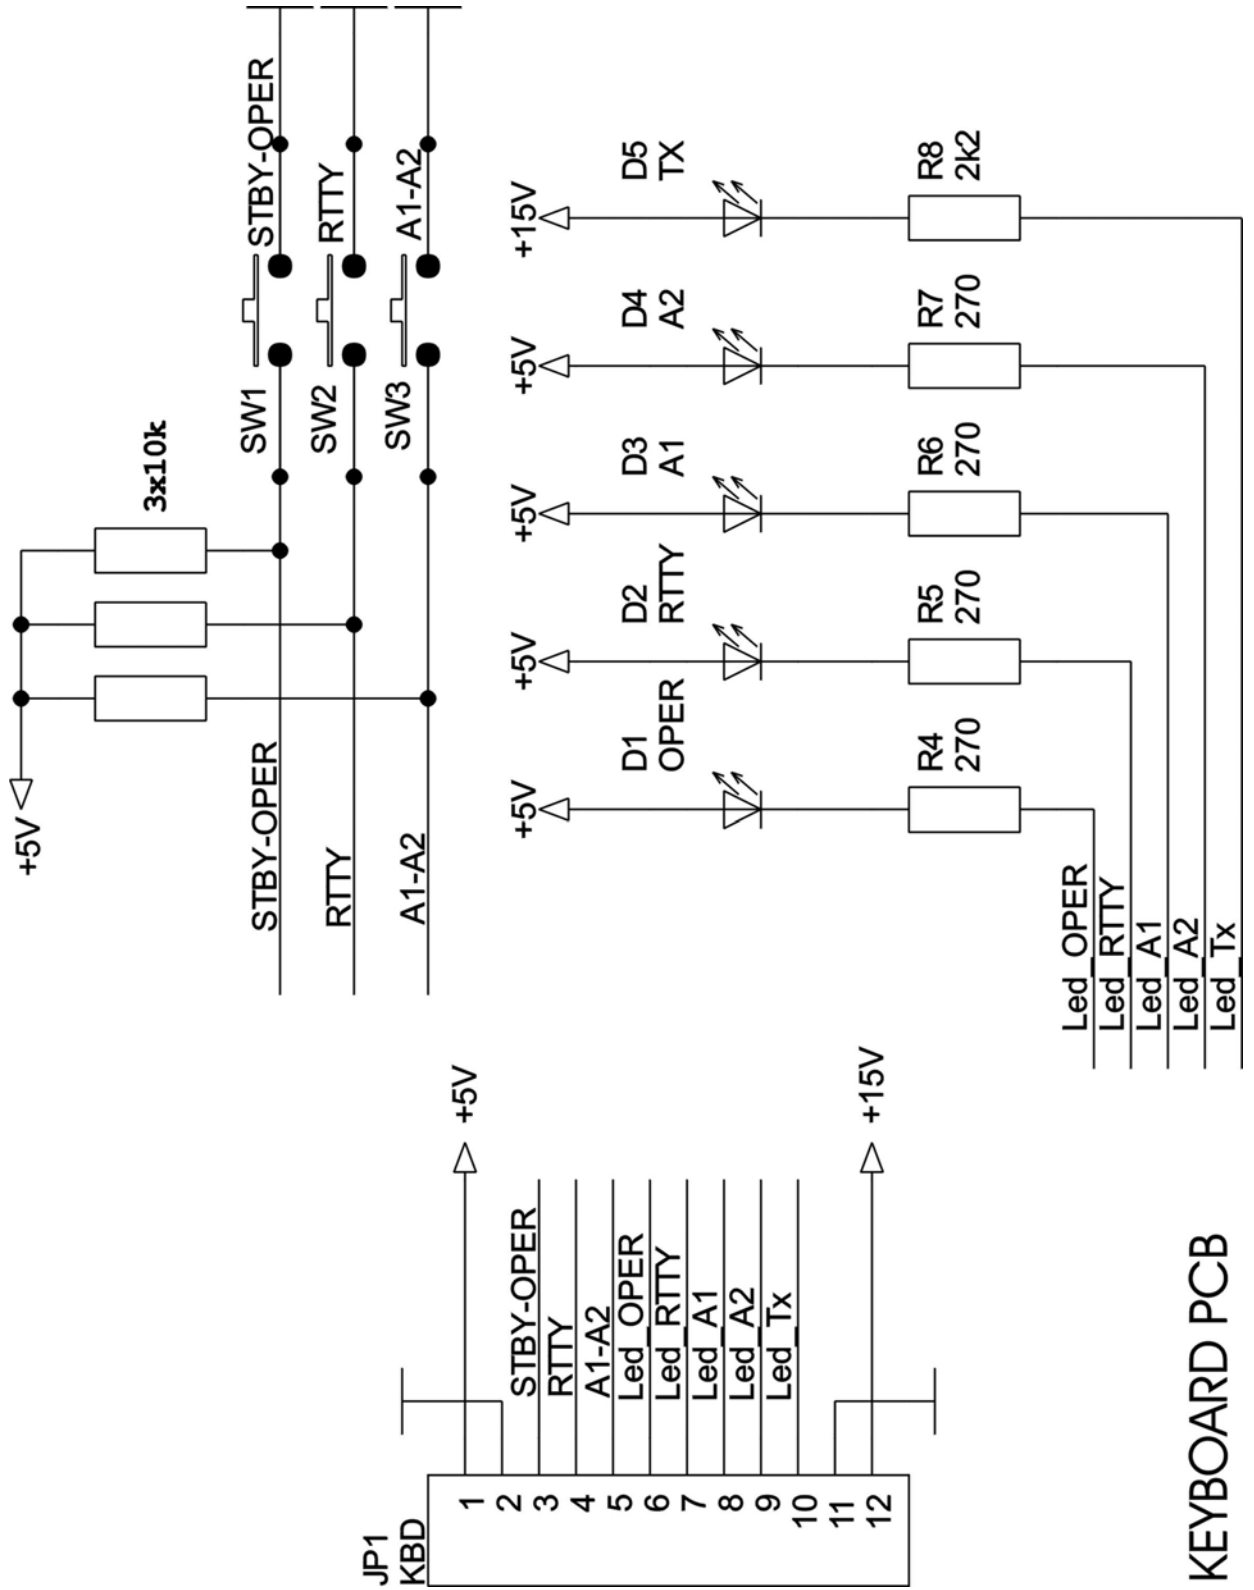 +5V
3x10k
STBY-OPER
RTTY
A1-A2
SW1
SW2
SW3
STBY-OPER
RTTY
A1-A2
+5V
+5V
+5V
+5V
+15V
D1
OPER
D2
RTTY
D3
A1
D4
A2
D5
TX
R4
270
R5
270
R6
270
R7
270
R8
2k2
Led_OPER
Led_RTTY
Led_A1
Led_A2
Led_Tx
JP1
KBD
1
2
3
4
5
6
7
8
9
10
11
12
+5V
STBY-OPER
RTTY
A1-A2
Led_OPER
Led_RTTY
Led_A1
Led_A2
Led_Tx
+15V
KEYBOARD PCB